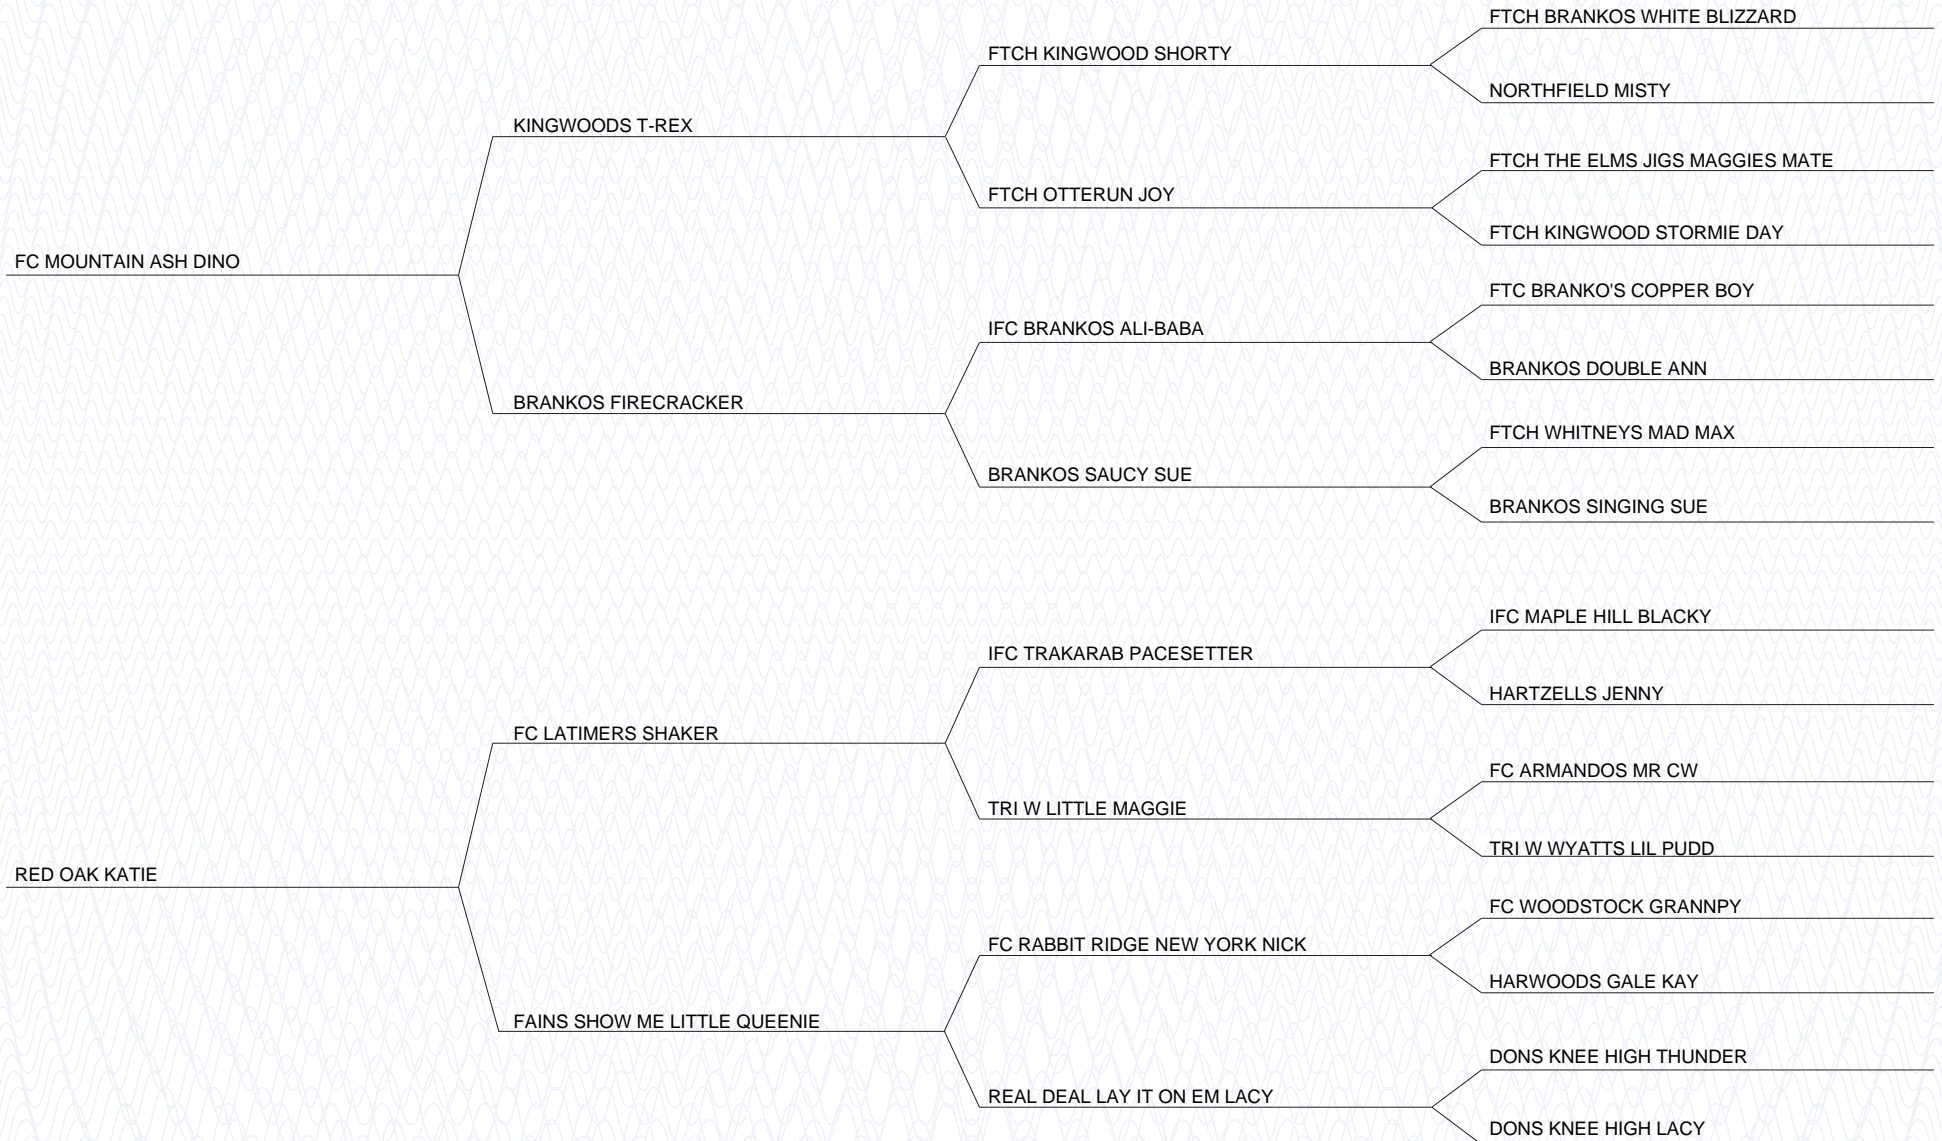 FTCH BRANKOS WHITE BLIZZARD
FTCH KINGWOOD SHORTY
NORTHFIELD MISTY
KINGWOODS T-REX
FTCH THE ELMS JIGS MAGGIES MATE
FTCH OTTERUN JOY
FTCH KINGWOOD STORMIE DAY
FC MOUNTAIN ASH DINO
FTC BRANKO'S COPPER BOY
IFC BRANKOS ALI-BABA
BRANKOS DOUBLE ANN
BRANKOS FIRECRACKER
FTCH WHITNEYS MAD MAX
BRANKOS SAUCY SUE
BRANKOS SINGING SUE
IFC MAPLE HILL BLACKY
IFC TRAKARAB PACESETTER
HARTZELLS JENNY
FC LATIMERS SHAKER
FC ARMANDOS MR CW
TRI W LITTLE MAGGIE
TRI W WYATTS LIL PUDD
RED OAK KATIE
FC WOODSTOCK GRANNPY
FC RABBIT RIDGE NEW YORK NICK
HARWOODS GALE KAY
FAINS SHOW ME LITTLE QUEENIE
DONS KNEE HIGH THUNDER
REAL DEAL LAY IT ON EM LACY
DONS KNEE HIGH LACY